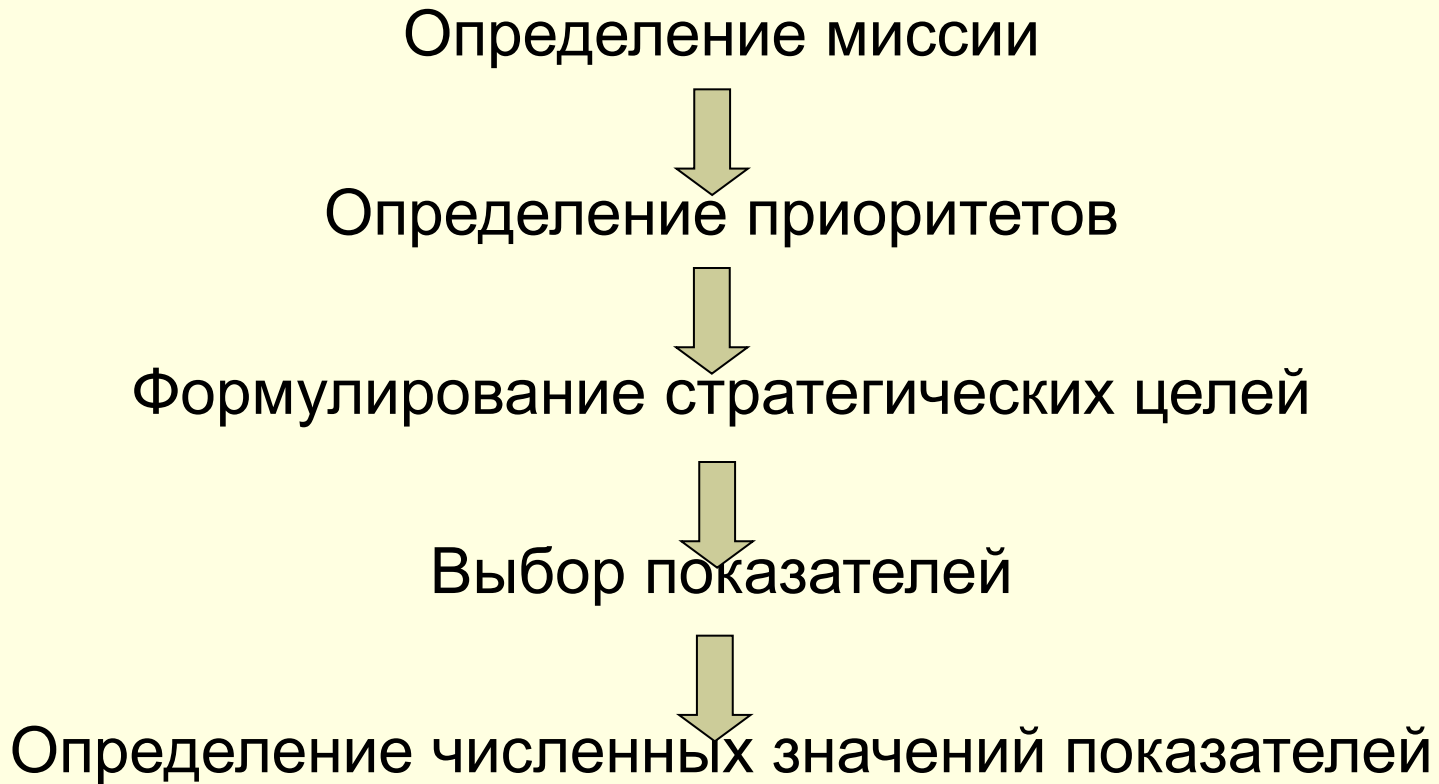 Определение миссии
Определение приоритетов
Формулирование стратегических целей
Выбор показателей
Определение численных значений показателей